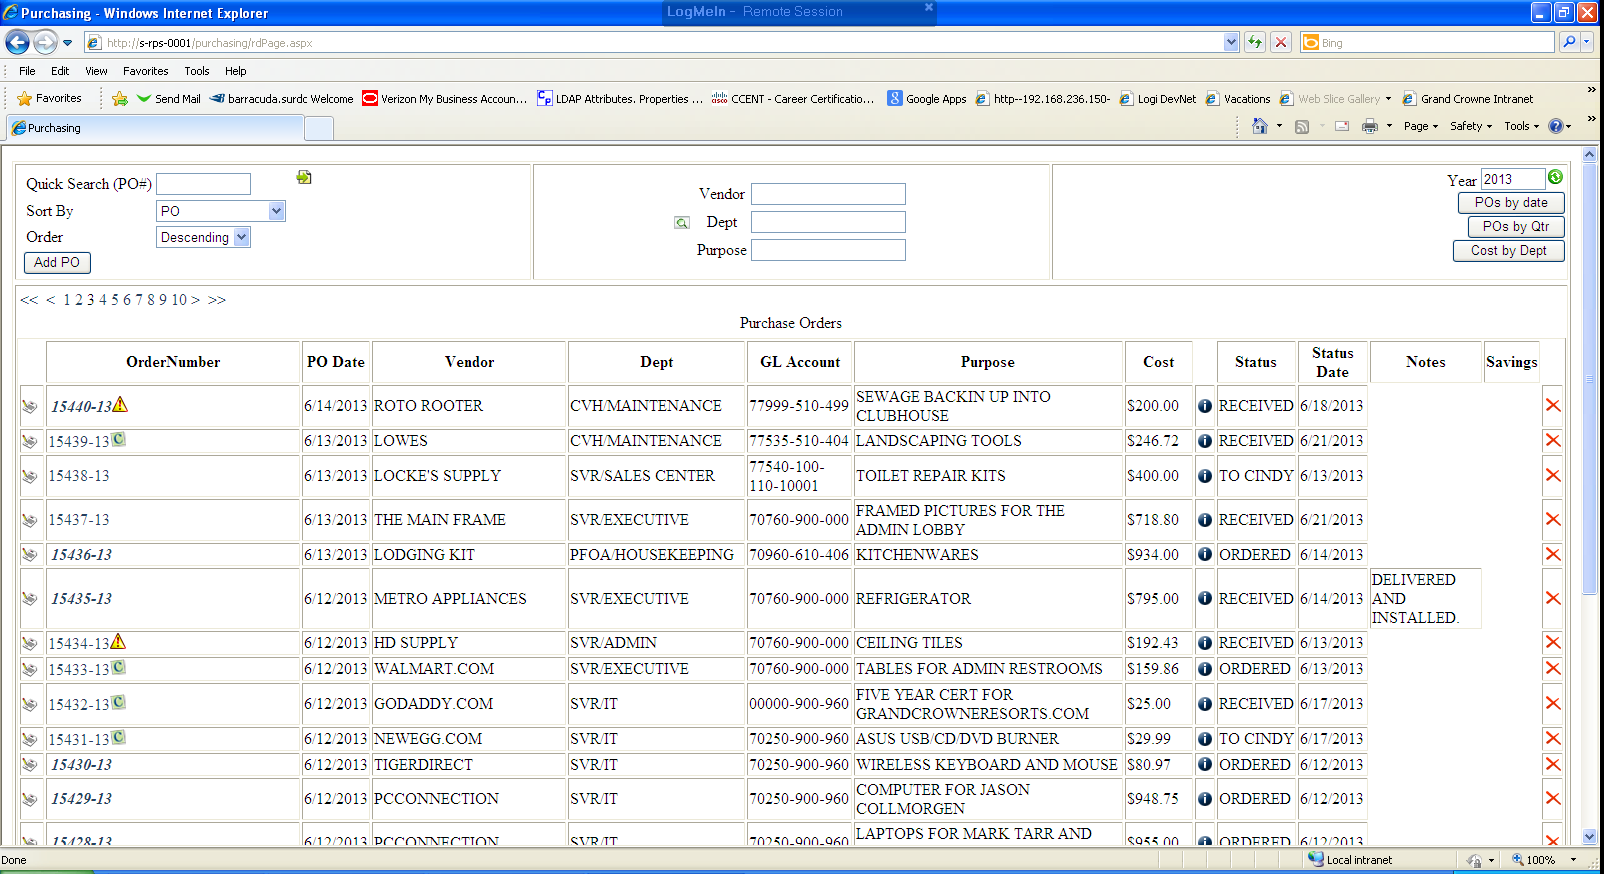 Purchasing - Windows Internet Explorer
LogMeIn - Remote Session
http://s-rps-0001/purchasing/rdPage.aspx
Bing
File Edit View Favorites Tools Help
Favorites Send Mail barracuda.surdc Welcome Verizon My Business Accoun... LDAP Attributes. Properties ... CCENT - Career Certificatio... Google Apps http--192.168.236.150- Logi DevNet Vacations Web Slice Gallery Grand Crowne Intranet
Purchasing
Page Safety Tools
Quick Search (PO#)
Sort By PO
Order Descending
Add PO
Vendor
Dept
Purpose
Year 2013
POs by date
POs by Qtr
Cost by Dept
<< < 1 2 3 4 5 6 7 8 9 10 > >>
Purchase Orders
OrderNumber PO Date Vendor Dept GL Account Purpose Cost Status Status Date Notes Savings
15440-13 6/14/2013 ROTO ROOTER CVH/MAINTENANCE 77999-510-499 SEWAGE BACKIN UP INTO CLUBHOUSE $200.00 RECEIVED 6/18/2013
15439-13 C 6/13/2013 LOWES CVH/MAINTENANCE 77535-510-404 LANDSCAPING TOOLS $246.72 RECEIVED 6/21/2013
15438-13 6/13/2013 LOCKE'S SUPPLY SVR/SALES CENTER 77540-100-110-10001 TOILET REPAIR KITS $400.00 TO CINDY 6/13/2013
15437-13 6/13/2013 THE MAIN FRAME SVR/EXECUTIVE 70760-900-000 FRAMED PICTURES FOR THE ADMIN LOBBY $718.80 RECEIVED 6/21/2013
15436-13 6/13/2013 LODGING KIT PFOA/HOUSEKEEPING 70960-610-406 KITCHENWARES $934.00 ORDERED 6/14/2013
15435-13 6/12/2013 METRO APPLIANCES SVR/EXECUTIVE 70760-900-000 REFRIGERATOR $795.00 RECEIVED 6/14/2013 DELIVERED AND INSTALLED.
15434-13 6/12/2013 HD SUPPLY SVR/ADMIN 70760-900-000 CEILING TILES $192.43 RECEIVED 6/13/2013
15433-13 C 6/12/2013 WALMART.COM SVR/EXECUTIVE 70760-900-000 TABLES FOR ADMIN RESTROOMS $159.86 ORDERED 6/13/2013
15432-13 C 6/12/2013 GODADDY.COM SVR/IT 00000-900-960 FIVE YEAR CERT FOR GRANDCROWNERESORTS.COM $25.00 RECEIVED 6/17/2013
15431-13 C 6/12/2013 NEWEGG.COM SVR/IT 70250-900-960 ASUS USB/CD/DVD BURNER $29.99 TO CINDY 6/17/2013
15430-13 6/12/2013 TIGERDIRECT SVR/IT 70250-900-960 WIRELESS KEYBOARD AND MOUSE $80.97 ORDERED 6/12/2013
15429-13 6/12/2013 PCCONNECTION SVR/IT 70250-900-960 COMPUTER FOR JASON COLLMORGEN $948.75 ORDERED 6/12/2013
15428-13 6/12/2013 PCCONNECTION SVR/IT 70250-900-960 LAPTOPS FOR MARK TARR AND $955.00 ORDERED 6/12/2013
Done
Local intranet
100%